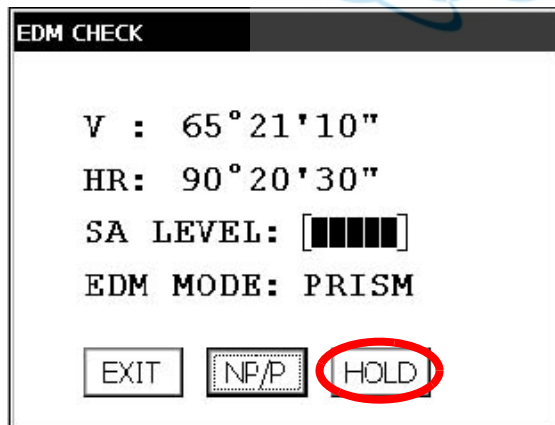 EDM CHECK
V : 65°21'10"
HR: 90°20'30"
SA LEVEL: [█████]
EDM MODE: PRISM
EXIT NP/P HOLD